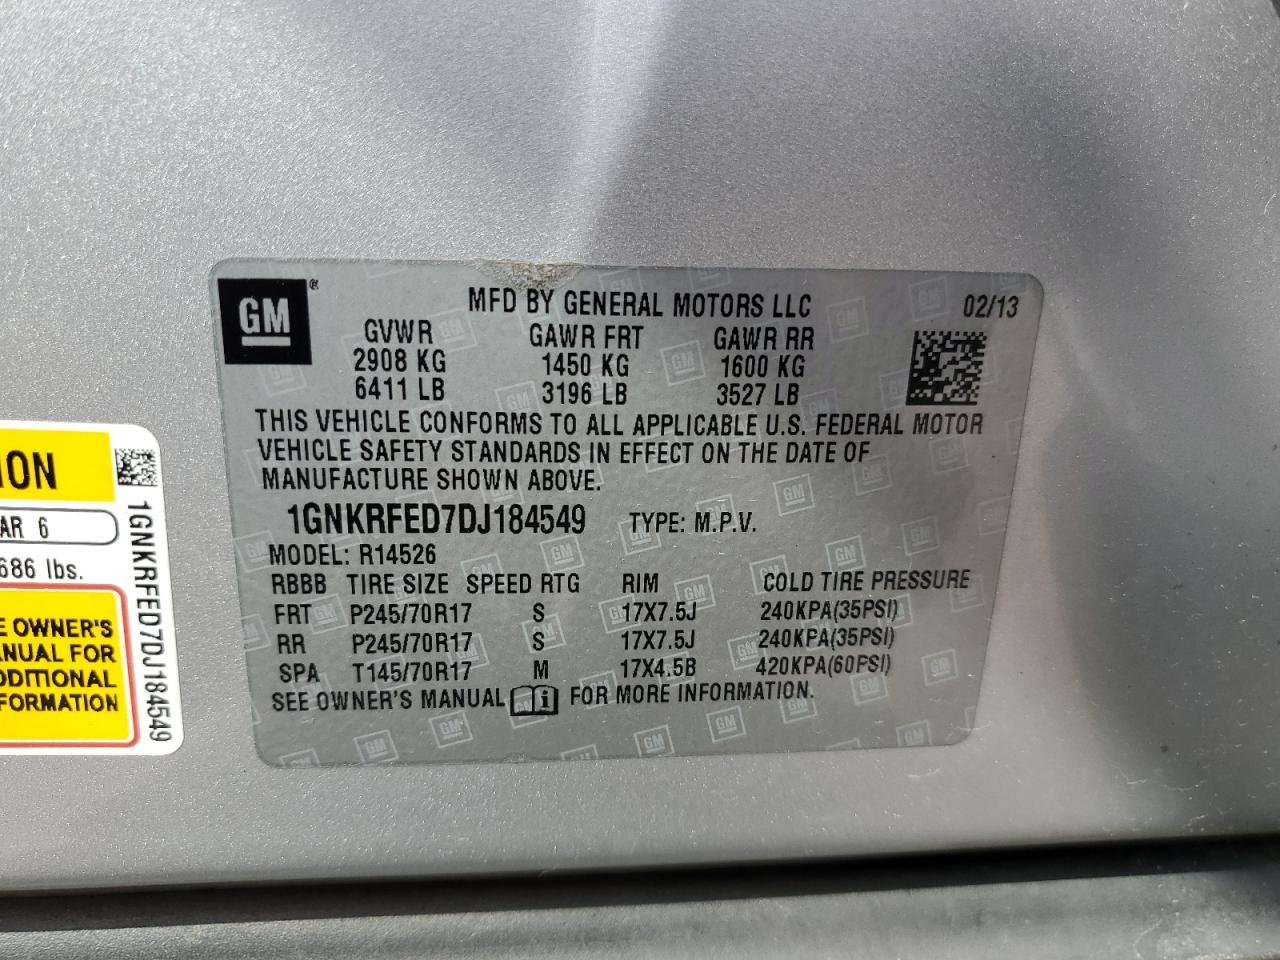 GM®
MFD BY GENERAL MOTORS LLC 02/13
GVWR GAWR FRT GAWR RR
2908 KG 1450 KG 1600 KG
6411 LB 3196 LB 3527 LB
THIS VEHICLE CONFORMS TO ALL APPLICABLE U.S. FEDERAL MOTOR
VEHICLE SAFETY STANDARDS IN EFFECT ON THE DATE OF
MANUFACTURE SHOWN ABOVE.
1GNKRFED7DJ184549 TYPE: M.P.V.
MODEL: R14526
RBBB TIRE SIZE SPEED RTG RIM COLD TIRE PRESSURE
FRT P245/70R17 S 17X7.5J 240KPA(35PSI)
RR P245/70R17 S 17X7.5J 240KPA(35PSI)
SPA T145/70R17 M 17X4.5B 420KPA(60PSI)
SEE OWNER'S MANUAL FOR MORE INFORMATION.
ION
AR 6
686 lbs.
E OWNER'S
ANUAL FOR
DDITIONAL
FORMATION
1GNKRFED7DJ184549